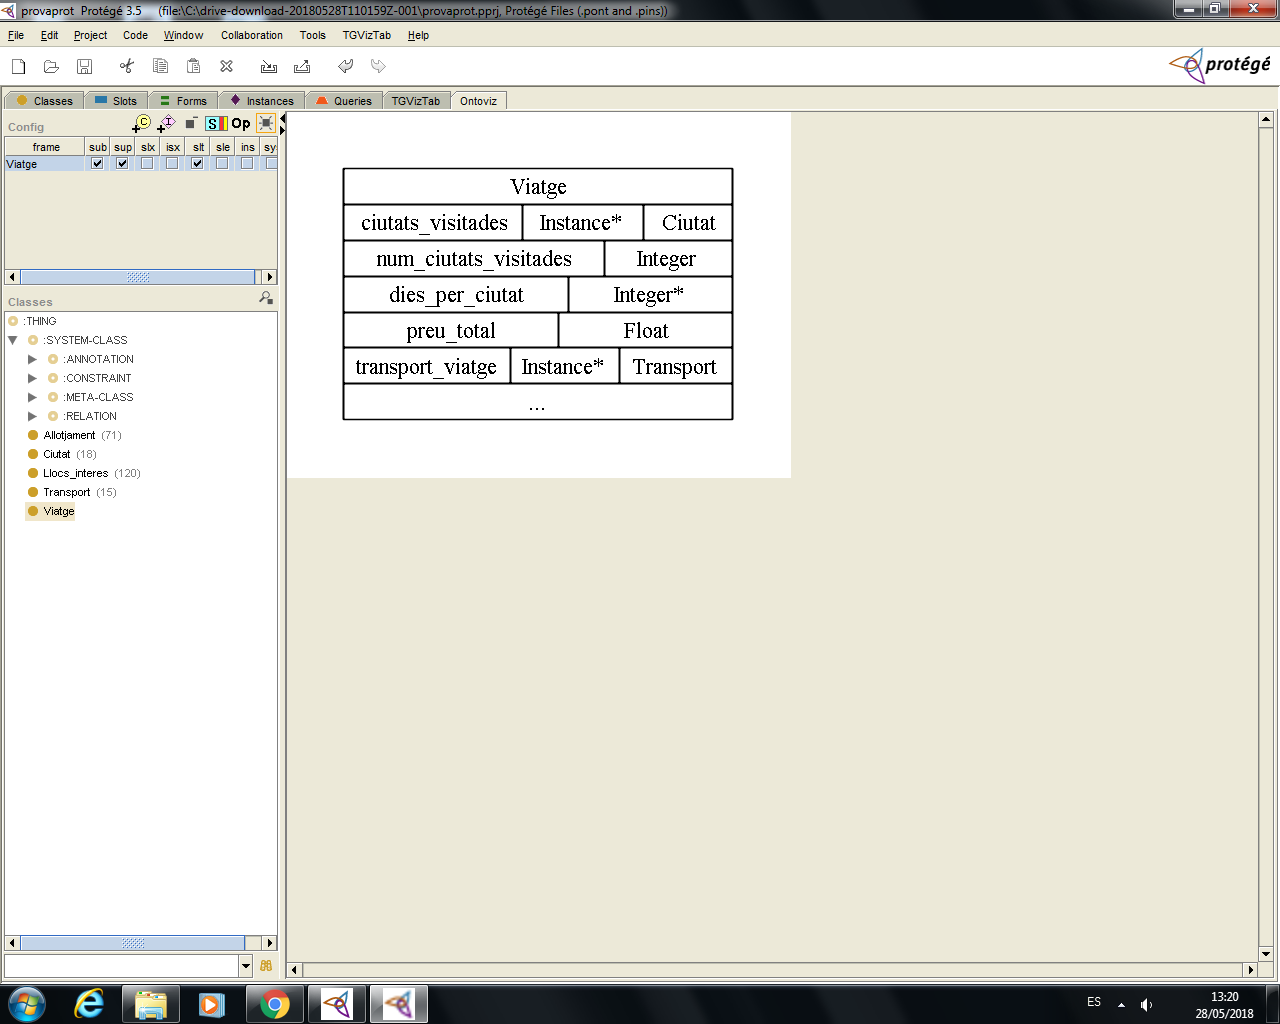 provaprot  Protégé 3.5    (file:\C:\drive-download-20180528T110159Z-001\provaprot.pprj, Protégé Files (.pont and .pins))
File Edit Project Code Window Collaboration Tools TGVizTab Help
protégé
Classes Slots Forms Instances Queries TGVizTab Ontoviz
Config
C I S Op
frame sub sup slx isx slt sle ins sy
Viatge
Classes
:THING
:SYSTEM-CLASS
:ANNOTATION
:CONSTRAINT
:META-CLASS
:RELATION
Allotjament (71)
Ciutat (18)
Llocs_interes (120)
Transport (15)
Viatge
Viatge
ciutats_visitades Instance* Ciutat
num_ciutats_visitades Integer
dies_per_ciutat Integer*
preu_total Float
transport_viatge Instance* Transport
...
ES
13:20
28/05/2018